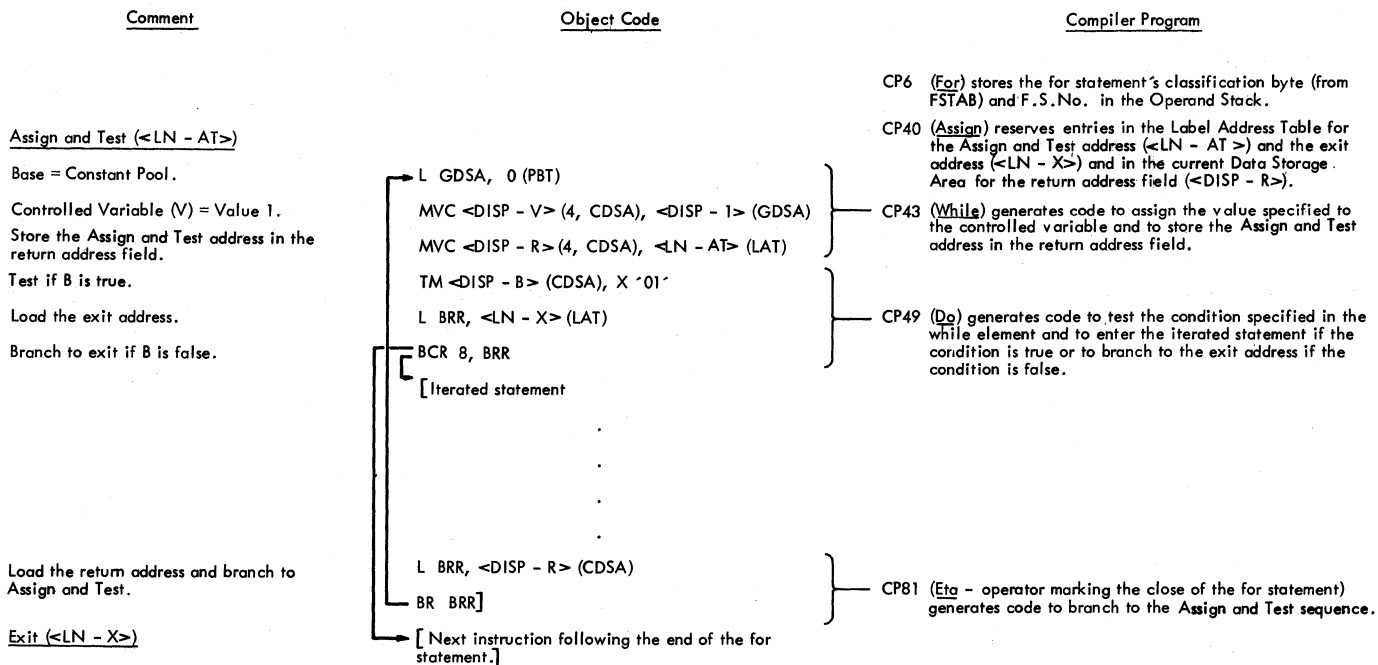 Comment
Object Code
Compiler Program
CP6 (For) stores the for statement's classification byte (from
FSTAB) and F.S.No. in the Operand Stack.
Assign and Test (<LN - AT>)
CP40 (Assign) reserves entries in the Label Address Table for
the Assign and Test address (<LN - AT >) and the exit
address (<LN - X>) and in the current Data Storage
Area for the return address field (<DISP - R>).
Base = Constant Pool.
L GDSA, 0 (PBT)
Controlled Variable (V) = Value 1.
MVC <DISP - V> (4, CDSA), <DISP - 1> (GDSA)
CP43 (While) generates code to assign the value specified to
the controlled variable and to store the Assign and Test
address in the return address field.
Store the Assign and Test address in the
return address field.
MVC <DISP - R> (4, CDSA), <LN - AT> (LAT)
Test if B is true.
TM <DISP - B> (CDSA), X '01'
Load the exit address.
L BRR, <LN - X> (LAT)
CP49 (Do) generates code to test the condition specified in the
while element and to enter the iterated statement if the
condition is true or to branch to the exit address if the
condition is false.
Branch to exit if B is false.
BCR 8, BRR
[Iterated statement
.
.
.
.
Load the return address and branch to
Assign and Test.
L BRR, <DISP - R> (CDSA)
BR BRR]
CP81 (Eta - operator marking the close of the for statement)
generates code to branch to the Assign and Test sequence.
Exit (<LN - X>)
[ Next instruction following the end of the for
statement.]